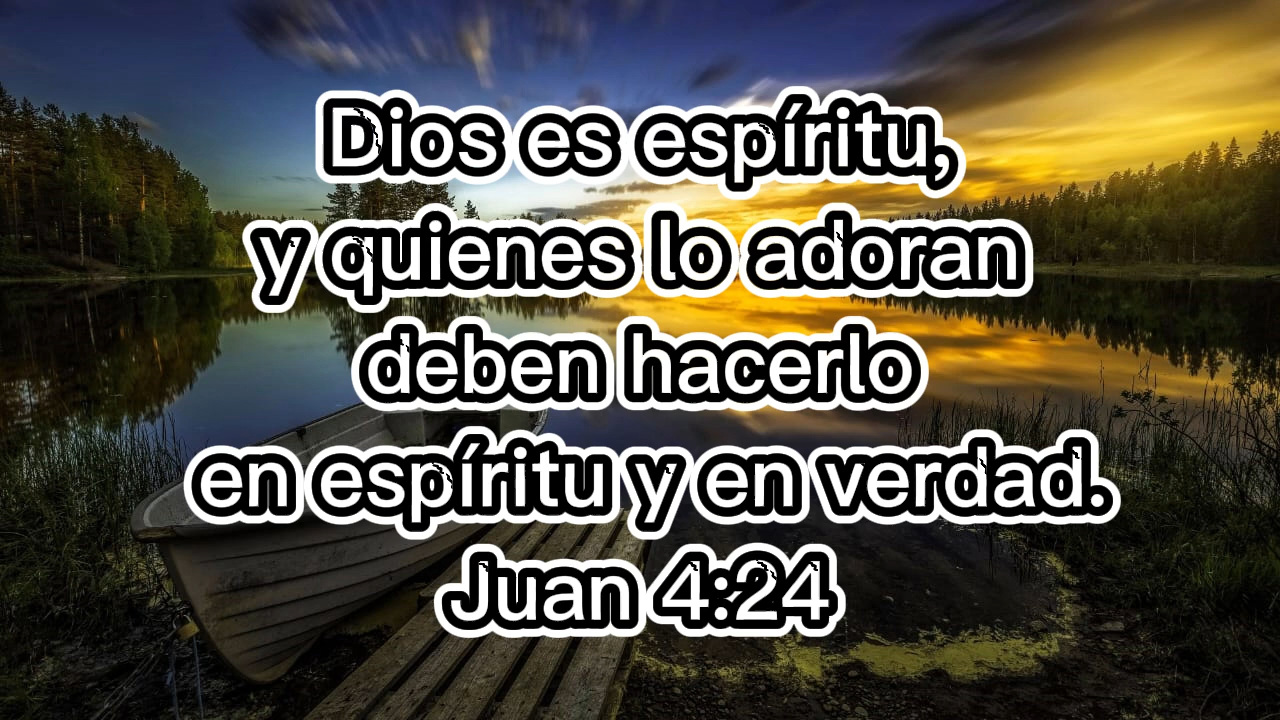 Dios es espíritu,
y quienes lo adoran
deben hacerlo
en espíritu y en verdad.
Juan 4:24